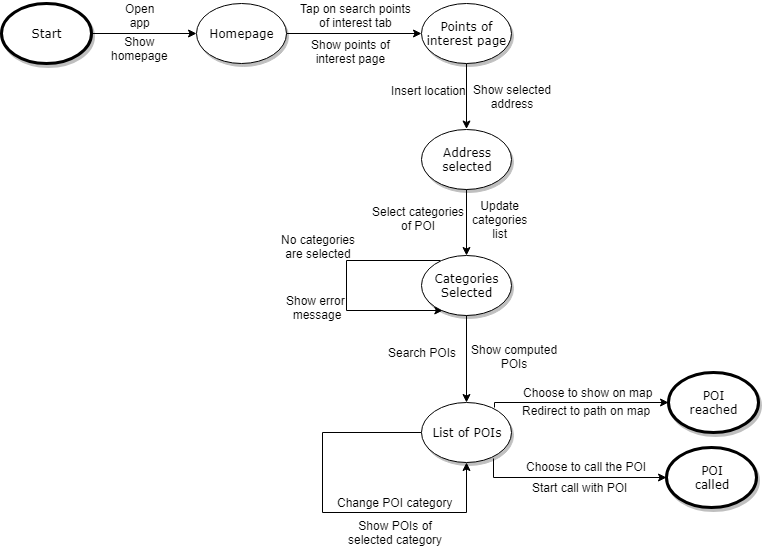 Open
app
Start
Show
homepage
Homepage
Tap on search points
of interest tab
Show points of
interest page
Points of
interest page
Insert location
Show selected
address
Address
selected
Select categories
of POI
Update
categories
list
No categories
are selected
Show error
message
Categories
Selected
Search POIs
Show computed
POIs
List of POIs
Choose to show on map
Redirect to path on map
POI
reached
Choose to call the POI
Start call with POI
POI
called
Change POI category
Show POIs of
selected category